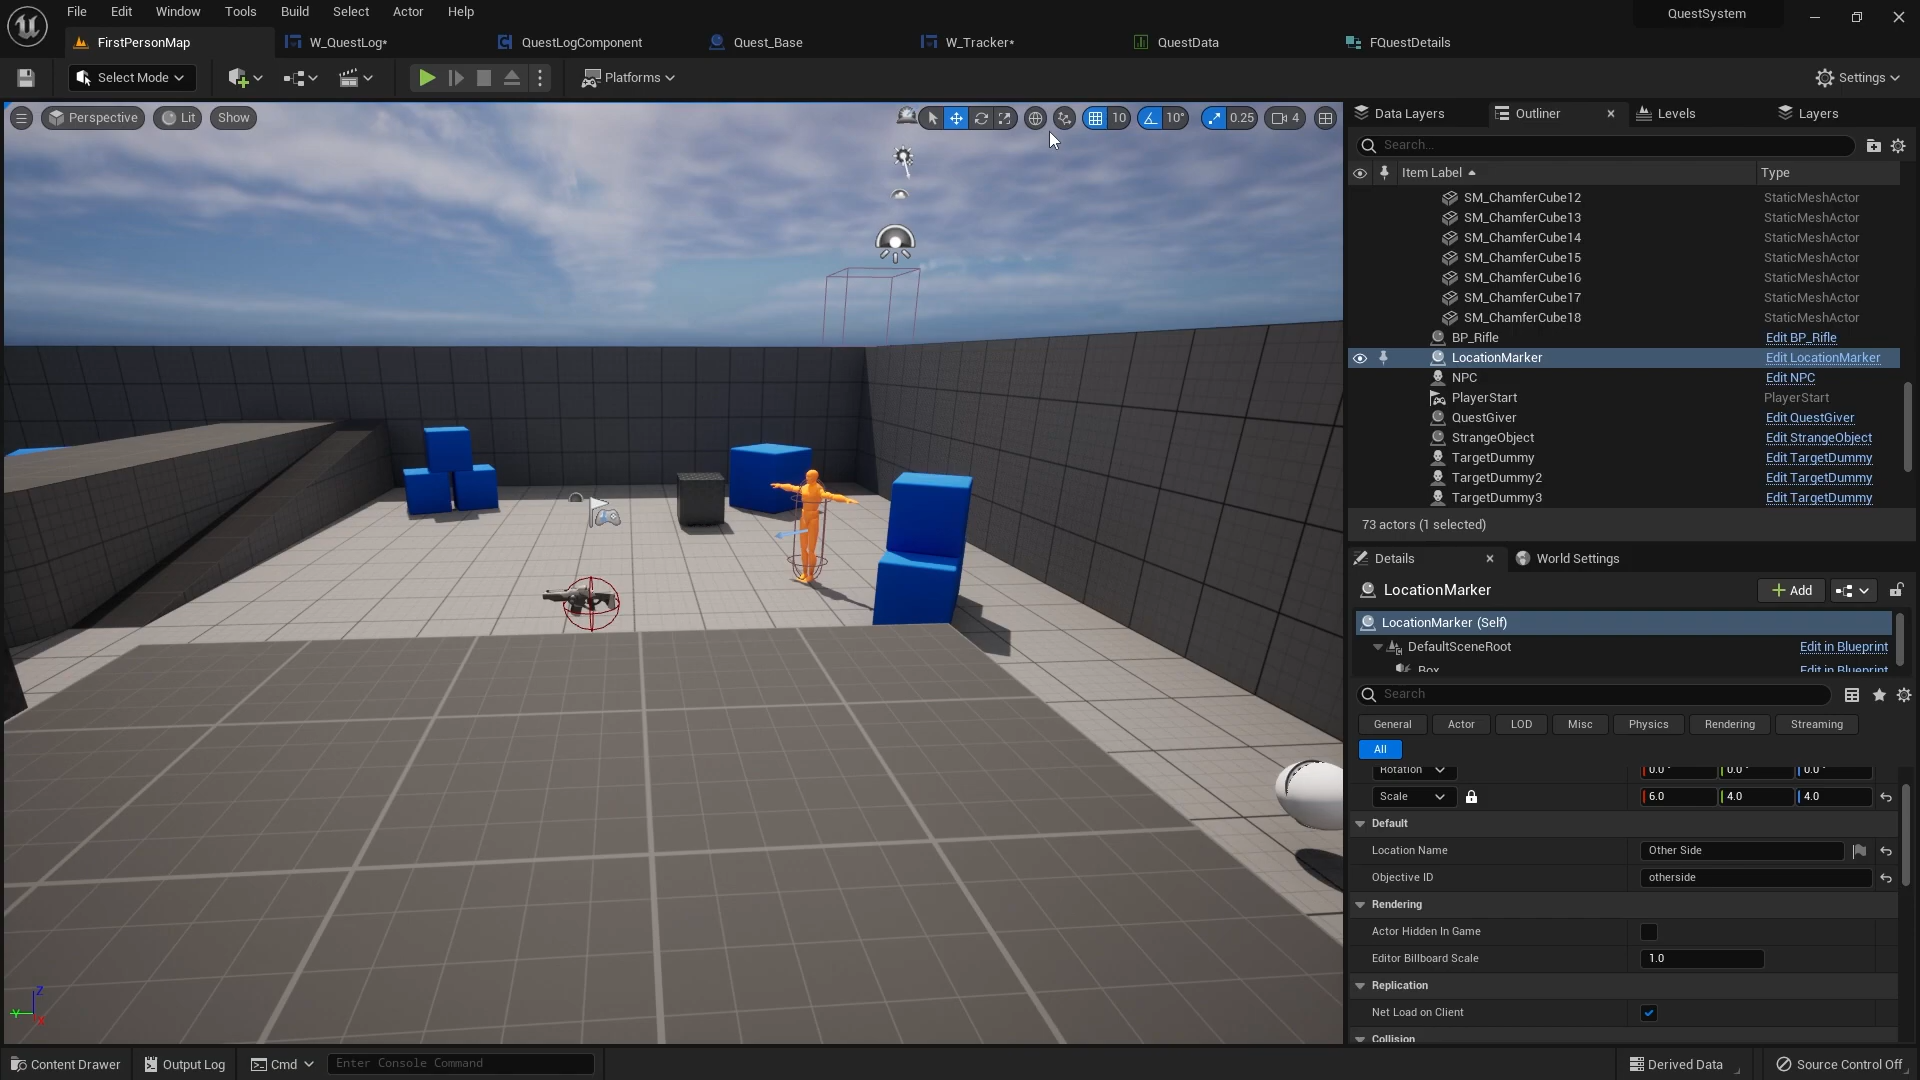 File Edit Window Tools Build Select Actor Help
QuestSystem
FirstPersonMap
W_QuestLog*
QuestLogComponent
Quest_Base
W_Tracker*
QuestData
FQuestDetails
Select Mode
Platforms
Settings
Perspective
Lit
Show
10
10°
0.25
4
Data Layers
Outliner
Levels
Layers
Search...
Item Label
Type
SM_ChamferCube12 StaticMeshActor
SM_ChamferCube13 StaticMeshActor
SM_ChamferCube14 StaticMeshActor
SM_ChamferCube15 StaticMeshActor
SM_ChamferCube16 StaticMeshActor
SM_ChamferCube17 StaticMeshActor
SM_ChamferCube18 StaticMeshActor
BP_Rifle Edit BP_Rifle
LocationMarker Edit LocationMarker
NPC Edit NPC
PlayerStart PlayerStart
QuestGiver Edit QuestGiver
StrangeObject Edit StrangeObject
TargetDummy Edit TargetDummy
TargetDummy2 Edit TargetDummy
TargetDummy3 Edit TargetDummy
73 actors (1 selected)
Details
World Settings
LocationMarker
Add
LocationMarker (Self)
DefaultSceneRoot Edit in Blueprint
Box Edit in Blueprint
Search
General Actor LOD Misc Physics Rendering Streaming
All
Rotation 0.0° 0.0° 0.0°
Scale 6.0 4.0 4.0
Default
Location Name Other Side
Objective ID otherside
Rendering
Actor Hidden In Game
Editor Billboard Scale 1.0
Replication
Net Load on Client
Collision
Z
Y
X
Content Drawer
Output Log
Cmd
Enter Console Command
Derived Data
Source Control Off